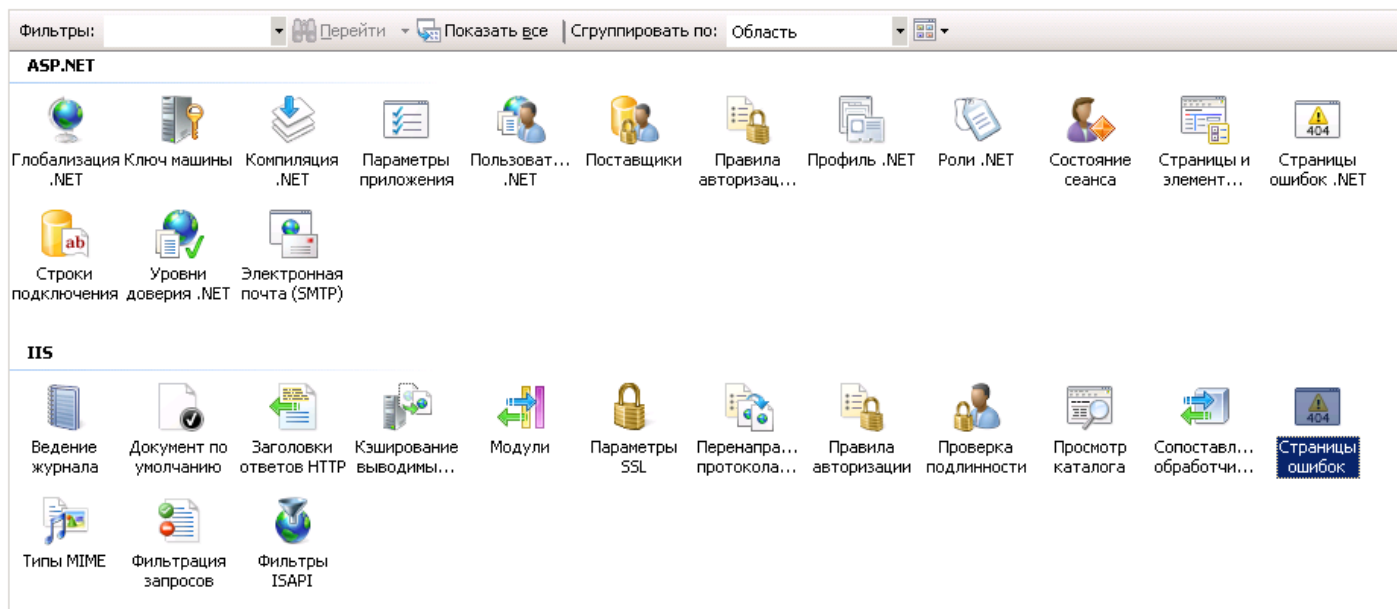 Фильтры: Перейти Показать все Сгруппировать по: Область
ASP.NET
Глобализация .NET
Ключ машины
Компиляция .NET
Параметры приложения
Пользоват... .NET
Поставщики
Правила авторизац...
Профиль .NET
Роли .NET
Состояние сеанса
Страницы и элемент...
404
Страницы ошибок .NET
ab
Строки подключения
Уровни доверия .NET
Электронная почта (SMTP)
IIS
Ведение журнала
Документ по умолчанию
Заголовки ответов HTTP
Кэширование выводимы...
Модули
Параметры SSL
Перенапра... протокола...
Правила авторизации
Проверка подлинности
Просмотр каталога
Сопоставл... обработчи...
404
Страницы ошибок
Типы MIME
Фильтрация запросов
Фильтры ISAPI